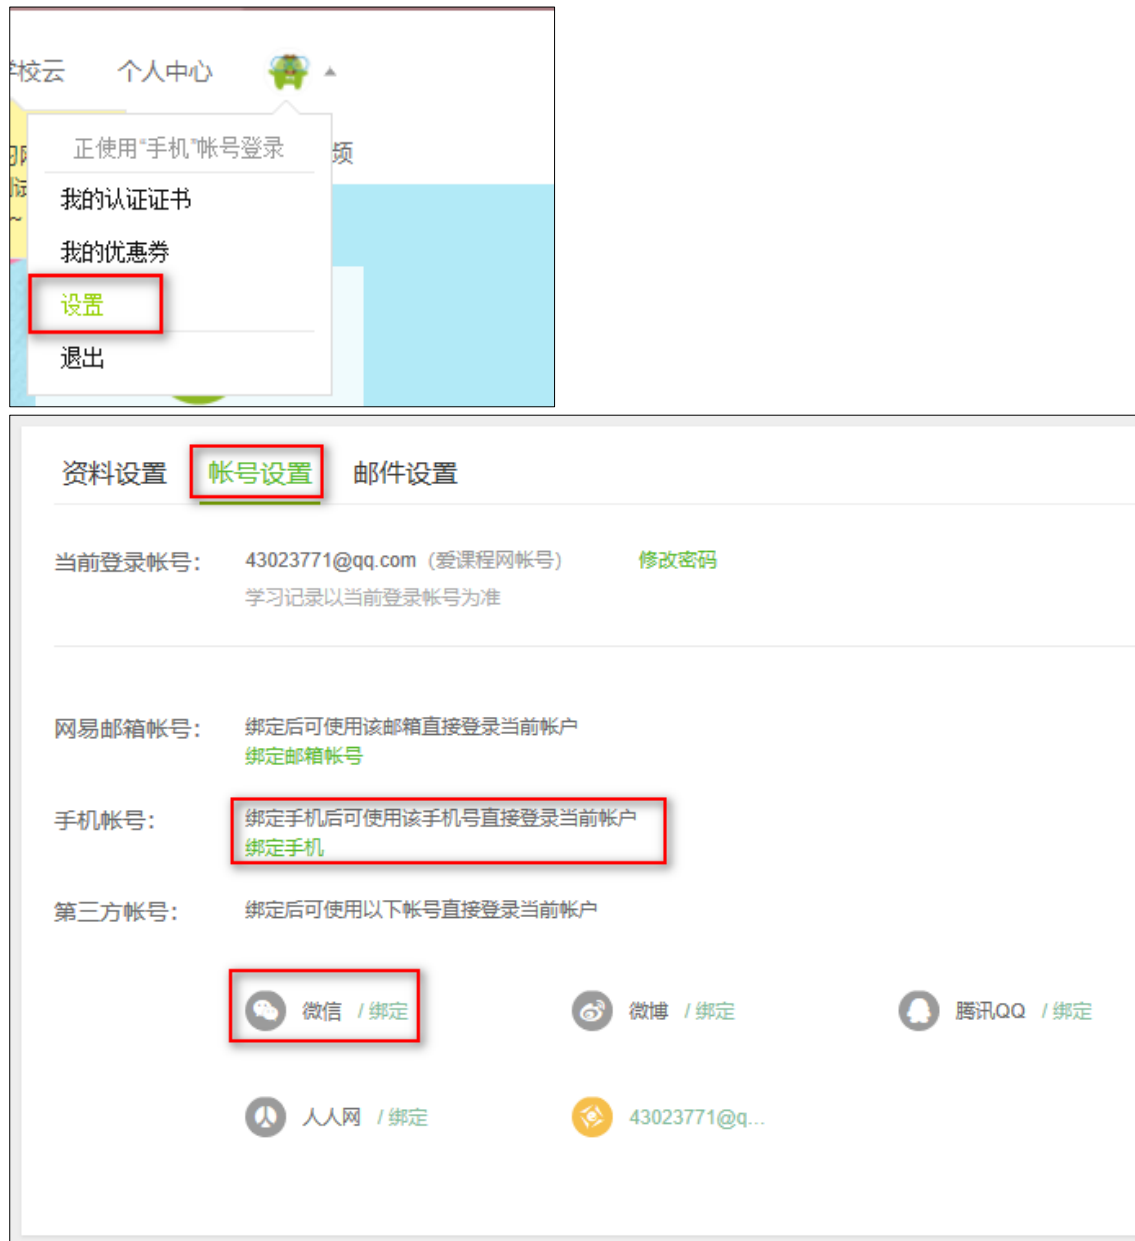 校云 个人中心
正使用“手机”帐号登录
频
我的认证证书
我的优惠券
设置
退出
资料设置 帐号设置 邮件设置
当前登录帐号： 43023771@qq.com（爱课程网帐号） 修改密码
学习记录以当前登录帐号为准
网易邮箱帐号： 绑定后可使用该邮箱直接登录当前帐户
绑定邮箱帐号
手机帐号： 绑定手机后可使用该手机号直接登录当前帐户
绑定手机
第三方帐号： 绑定后可使用以下帐号直接登录当前帐户
微信 / 绑定 微博 / 绑定 腾讯QQ / 绑定
人人网 / 绑定 43023771@q...